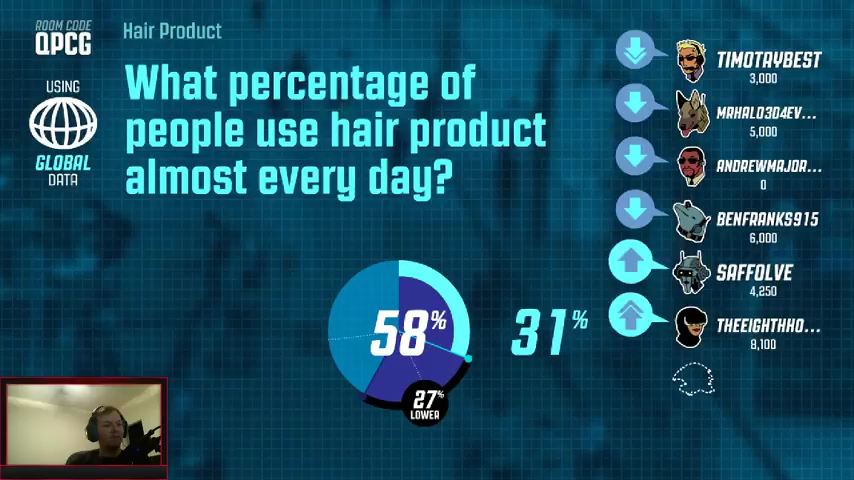 ROOM CODE
QPCG
USING
GLOBAL
DATA
Hair Product
What percentage of
people use hair product
almost every day?
58%
27%
LOWER
31%
TIMOTAYBEST
3,000
MAHALO3D4EV...
5,000
ANDREWMAJOR...
0
BENFRANKS915
6,000
SAFFOLVE
4,250
THEEIGHTHHO...
8,100